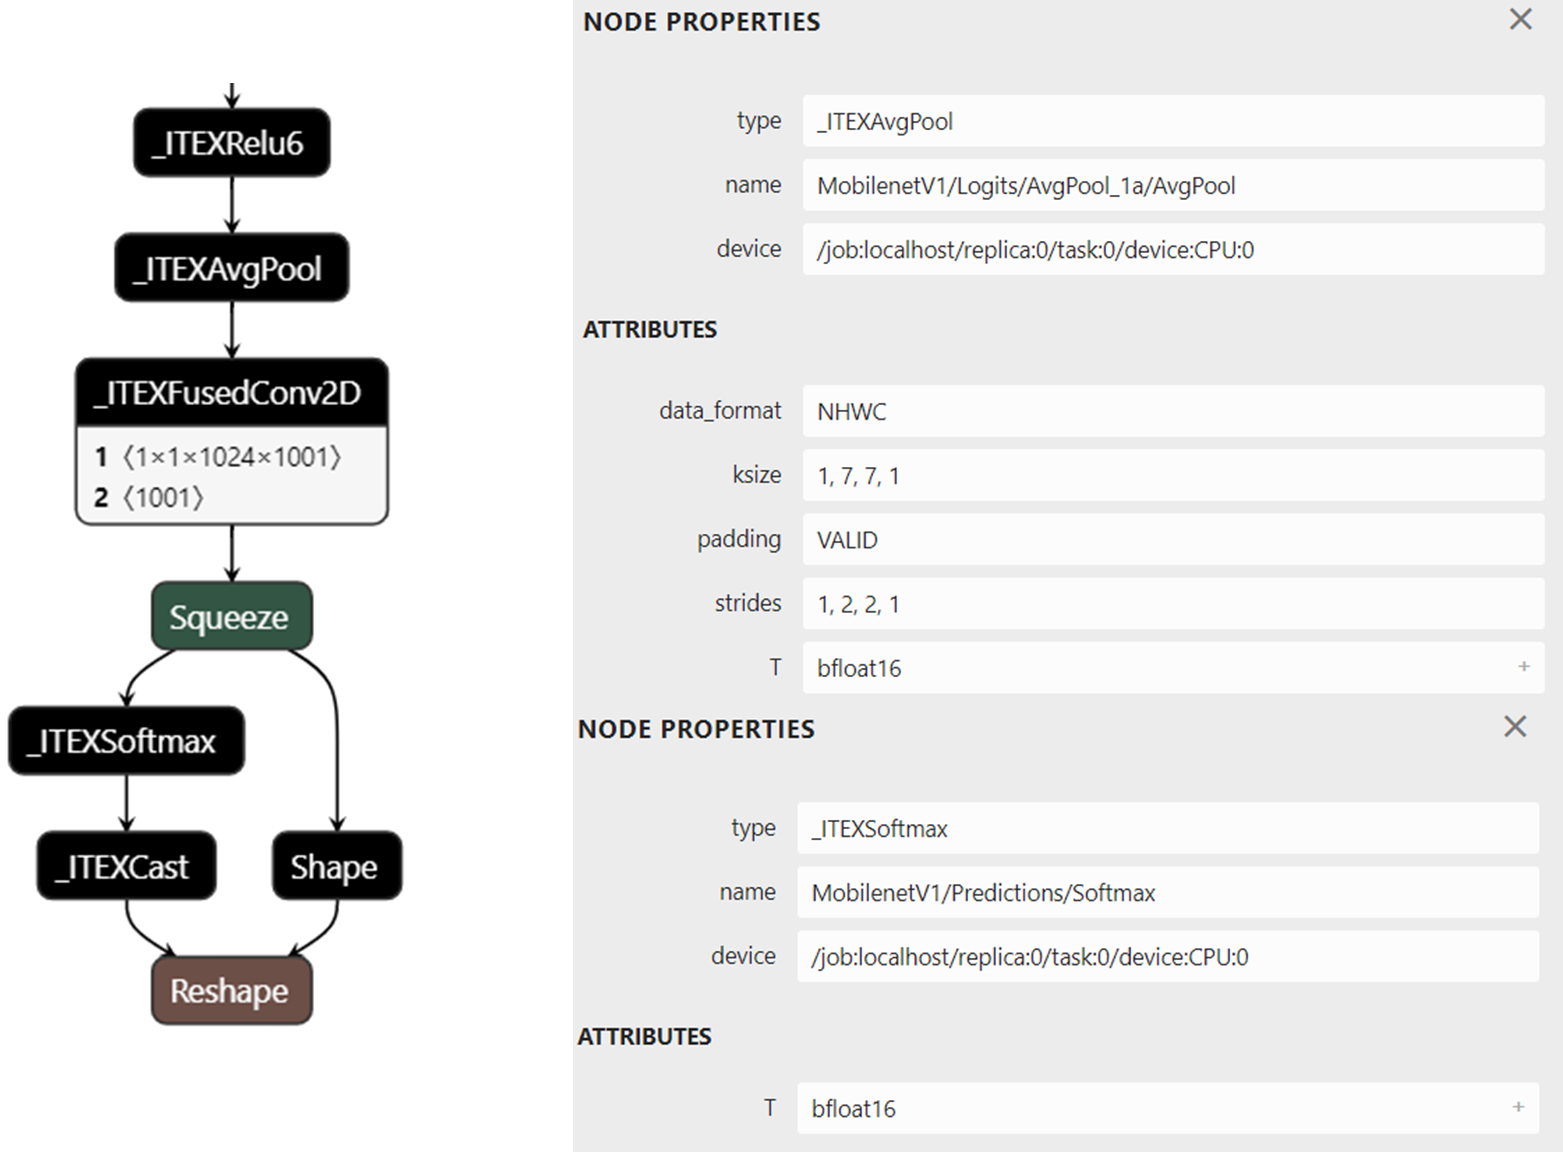 _ITEXRelu6
_ITEXAvgPool
_ITEXFusedConv2D
1 〈1×1×1024×1001〉
2 〈1001〉
Squeeze
_ITEXSoftmax
_ITEXCast
Shape
Reshape
NODE PROPERTIES
type _ITEXAvgPool
name MobilenetV1/Logits/AvgPool_1a/AvgPool
device /job:localhost/replica:0/task:0/device:CPU:0
ATTRIBUTES
data_format NHWC
ksize 1, 7, 7, 1
padding VALID
strides 1, 2, 2, 1
T bfloat16 +
NODE PROPERTIES
type _ITEXSoftmax
name MobilenetV1/Predictions/Softmax
device /job:localhost/replica:0/task:0/device:CPU:0
ATTRIBUTES
T bfloat16 +